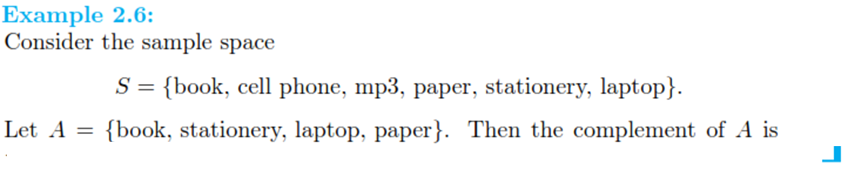 Example 2.6:
Consider the sample space
S = {book, cell phone, mp3, paper, stationery, laptop}.
Let A = {book, stationery, laptop, paper}. Then the complement of A is